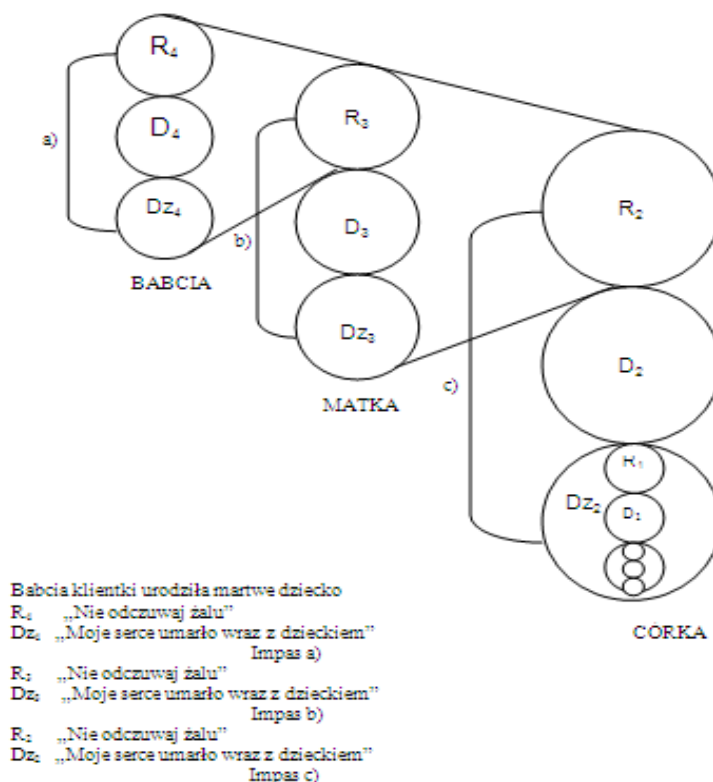 R₄
a)
D₄
Dz₄
BABCIA
R₃
b)
D₃
Dz₃
MATKA
R₂
c)
D₂
R₁
Dz₂
D₁
CÓRKA
Babcia klientki urodziła martwe dziecko
R₄ „Nie odczuwaj żalu”
Dz₄ „Moje serce umarło wraz z dzieckiem”
Impas a)
R₃ „Nie odczuwaj żalu”
Dz₃ „Moje serce umarło wraz z dzieckiem”
Impas b)
R₂ „Nie odczuwaj żalu”
Dz₂ „Moje serce umarło wraz z dzieckiem”
Impas c)